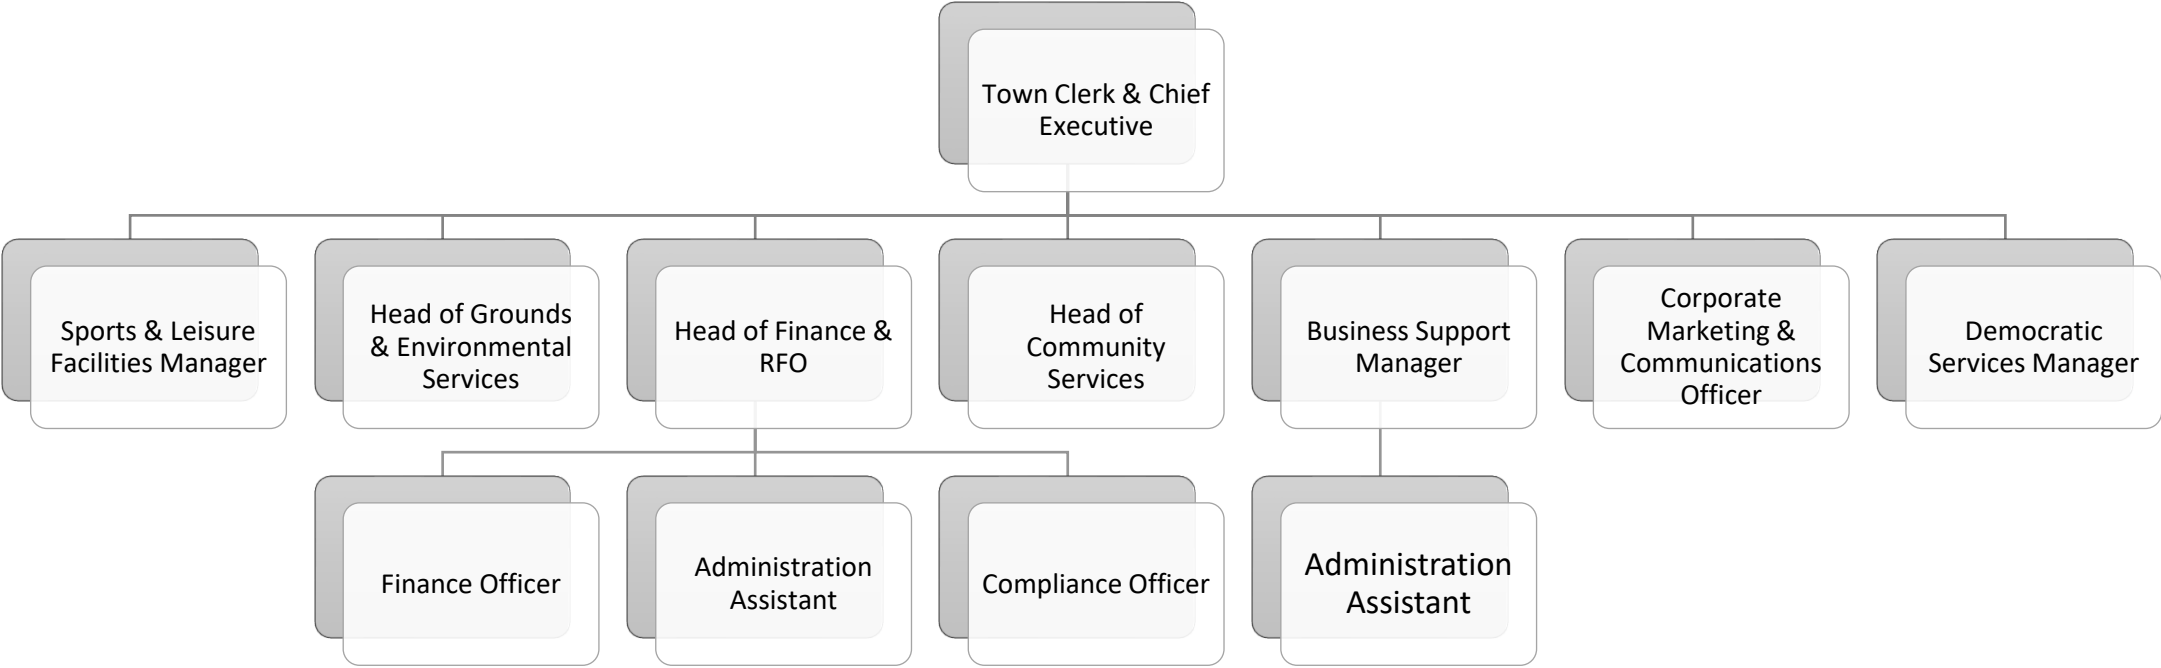 Town Clerk & Chief
Executive
Sports & Leisure
Facilities Manager
Head of Grounds
& Environmental
Services
Head of Finance &
RFO
Head of
Community
Services
Business Support
Manager
Corporate
Marketing &
Communications
Officer
Democratic
Services Manager
Finance Officer
Administration
Assistant
Compliance Officer
Administration
Assistant